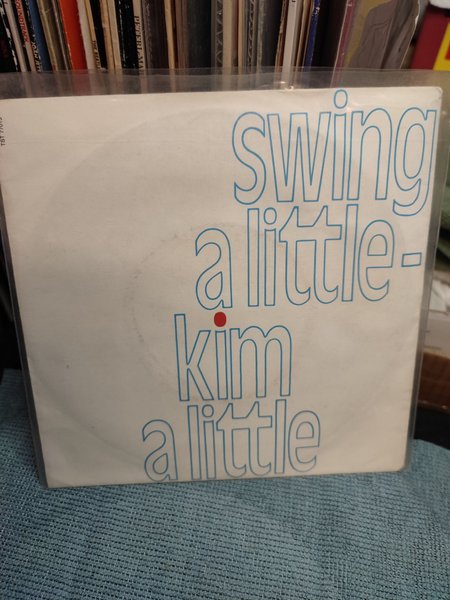 swing
a little-
kim
a little